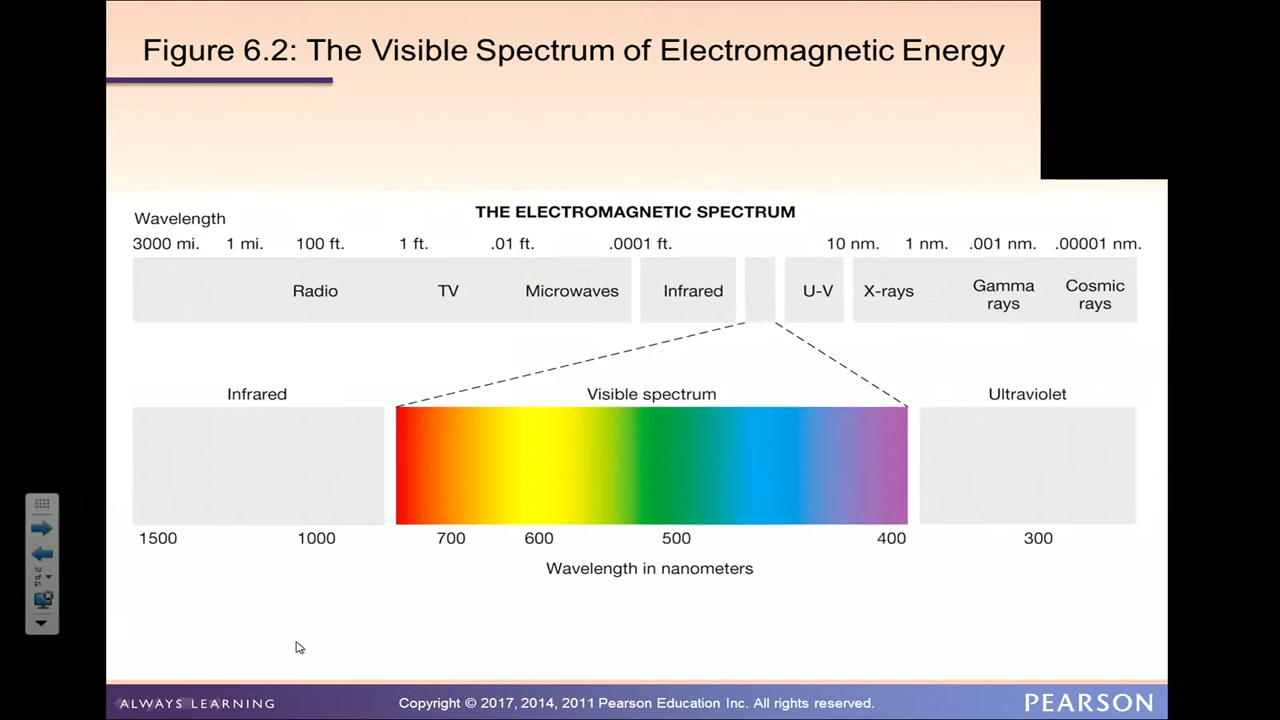 Figure 6.2: The Visible Spectrum of Electromagnetic Energy
THE ELECTROMAGNETIC SPECTRUM
Wavelength
3000 mi. 1 mi. 100 ft. 1 ft. .01 ft. .0001 ft. 10 nm. 1 nm. .001 nm. .00001 nm.
Radio TV Microwaves Infrared U-V X-rays Gamma rays Cosmic rays
Infrared Visible spectrum Ultraviolet
1500 1000 700 600 500 400 300
Wavelength in nanometers
10
of
91
ALWAYS LEARNING Copyright © 2017, 2014, 2011 Pearson Education Inc. All rights reserved. PEARSON